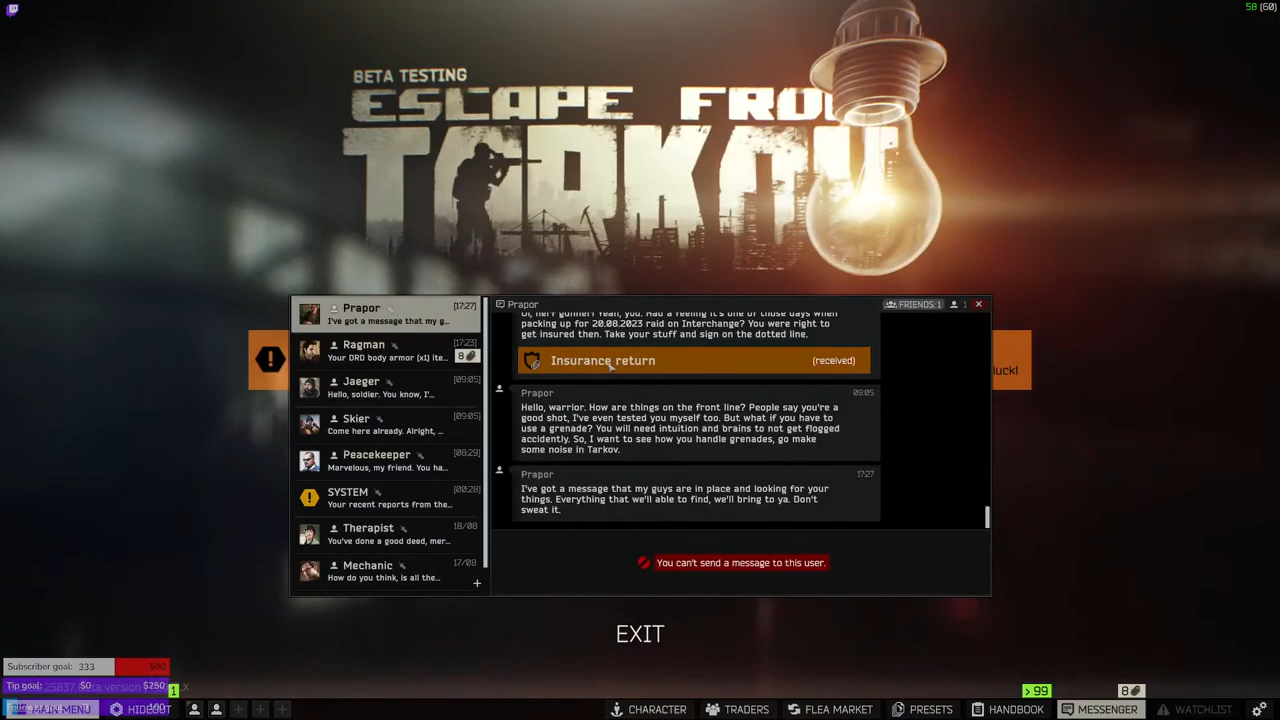 58 (60)
BETA TESTING
ESCAPE FROM
TARKOV
Prapor
[17:27]
I've got a message that my g...
Ragman
[17:23]
Your DRD body armor (x1) ite...
8
Jaeger
[09:05]
Hello, soldier. You know, I'...
Skier
[09:05]
Come here already. Alright, ...
Peacekeeper
[08:29]
Marvelous, my friend. You ha...
SYSTEM
[00:28]
Your recent reports from the...
Therapist
18/08
You've done a good deed, mer...
Mechanic
17/08
How do you think, is all the...
+
Prapor
FRIENDS: 1
1
packing up for 20.08.2023 raid on Interchange? You were right to
get insured then. Take your stuff and sign on the dotted line.
Insurance return
(received)
Prapor
09:05
Hello, warrior. How are things on the front line? People say you're a
good shot, I've even tested you myself too. But what if you have to
use a grenade? You will need intuition and brains to not get flogged
accidently. So, I want to see how you handle grenades, go make
some noise in Tarkov.
Prapor
17:27
I've got a message that my guys are in place and looking for your
things. Everything that we'll able to find, we'll bring to ya. Don't
sweat it.
You can't send a message to this user.
luck!
EXIT
Subscriber goal: 333
500
Tip goal:
$0
$250
25837 Beta version
1
MAIN MENU
HIDEOUT
CHARACTER
TRADERS
FLEA MARKET
PRESETS
HANDBOOK
> 99
MESSENGER
8
WATCHLIST